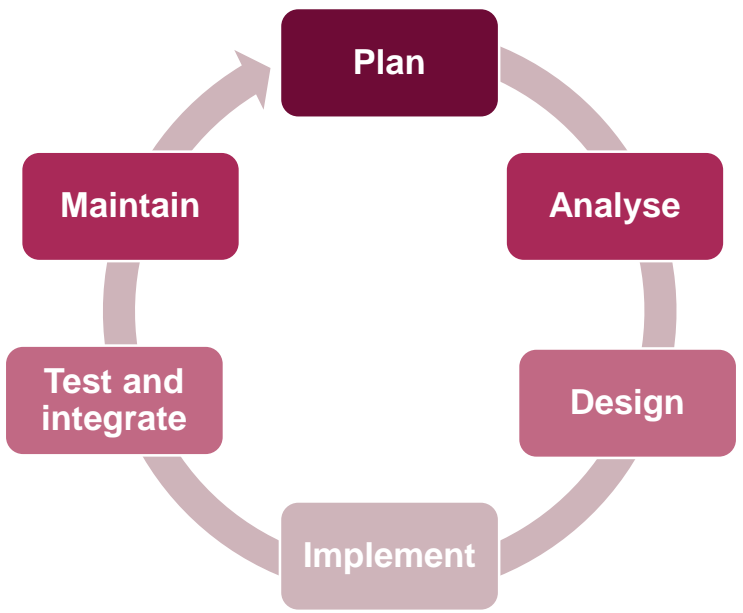 Plan
Analyse
Design
Implement
Test and
integrate
Maintain